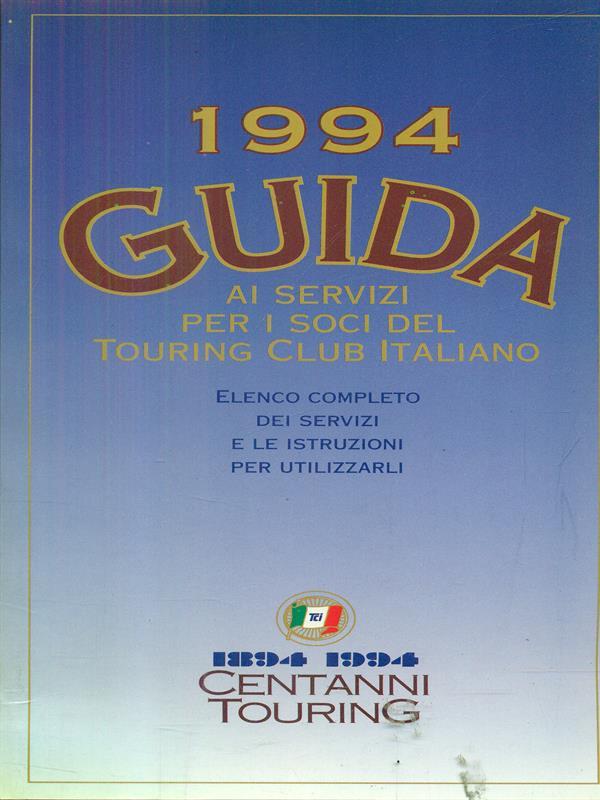 1994
GUIDA
AI SERVIZI
PER I SOCI DEL
TOURING CLUB ITALIANO
ELENCO COMPLETO
DEI SERVIZI
E LE ISTRUZIONI
PER UTILIZZARLI
Tci
1894 1994
CENTANNI
TOURING